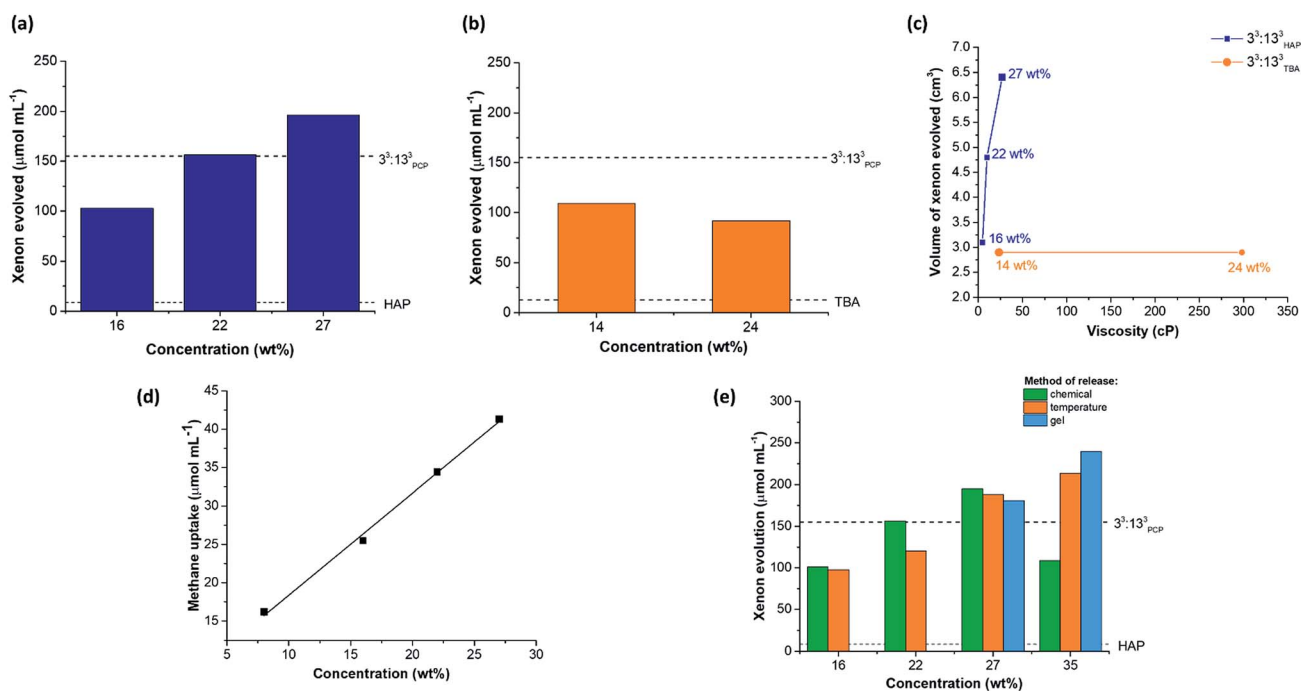 (a)
Xenon evolved (µmol mL⁻¹)
250
200
150
100
50
0
3³:13³PCP
HAP
16 22 27
Concentration (wt%)
(b)
Xenon evolved (µmol mL⁻¹)
250
200
150
100
50
0
3³:13³PCP
TBA
14 24
Concentration (wt%)
(c)
3³:13³HAP
3³:13³TBA
Volume of xenon evolved (cm³)
7.0
6.5
6.0
5.5
5.0
4.5
4.0
3.5
3.0
2.5
2.0
27 wt%
22 wt%
16 wt%
14 wt%
24 wt%
0 50 100 150 200 250 300 350
Viscosity (cP)
(d)
Methane uptake (µmol mL⁻¹)
45
40
35
30
25
20
15
5 10 15 20 25 30
Concentration (wt%)
(e)
Method of release:
chemical
temperature
gel
Xenon evolution (µmol mL⁻¹)
300
250
200
150
100
50
0
3³:13³PCP
HAP
16 22 27 35
Concentration (wt%)